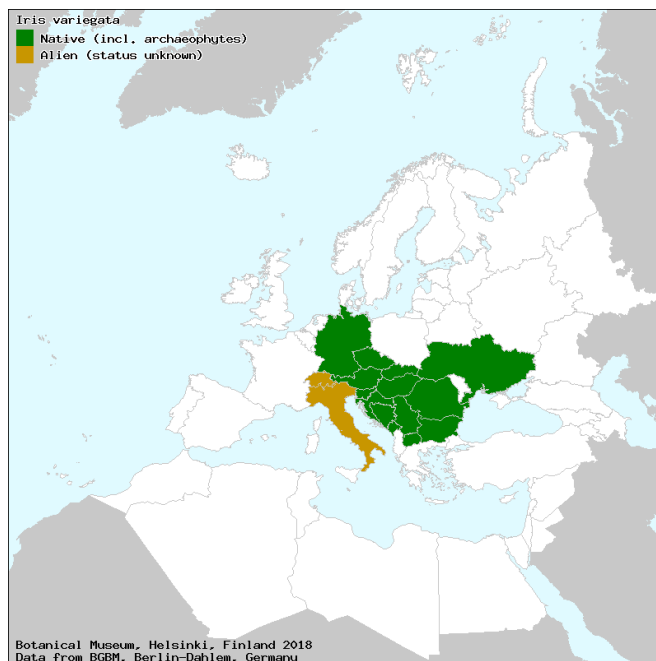 Iris variegata
Native (incl. archaeophytes)
Alien (status unknown)
Botanical Museum, Helsinki, Finland 2018
Data from BGBM, Berlin-Dahlem, Germany